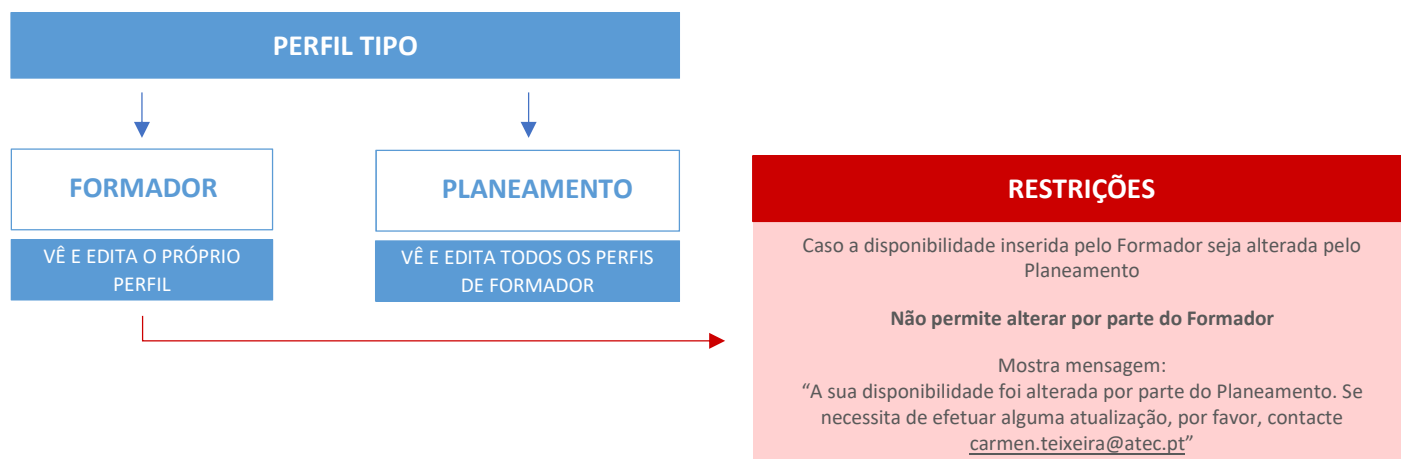 PERFIL TIPO
FORMADOR
VÊ E EDITA O PRÓPRIO
PERFIL
PLANEAMENTO
VÊ E EDITA TODOS OS PERFIS
DE FORMADOR
RESTRIÇÕES
Caso a disponibilidade inserida pelo Formador seja alterada pelo
Planeamento
Não permite alterar por parte do Formador
Mostra mensagem:
“A sua disponibilidade foi alterada por parte do Planeamento. Se
necessita de efetuar alguma atualização, por favor, contacte
carmen.teixeira@atec.pt”